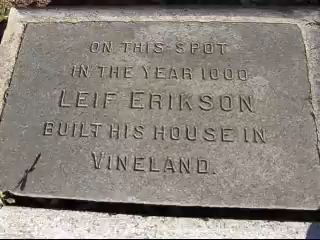 ON THIS SPOT
IN THE YEAR 1000
LEIF ERIKSON
BUILT HIS HOUSE IN
VINELAND.